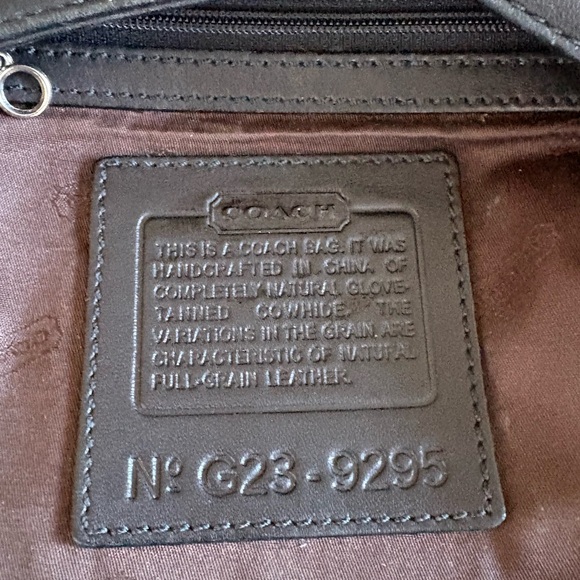 COACH
THIS IS A COACH BAG. IT WAS
HANDCRAFTED IN CHINA OF
COMPLETELY NATURAL GLOVE-
TANNED COWHIDE. THE
VARIATIONS IN THE GRAIN ARE
CHARACTERISTIC OF NATURAL
FULL-GRAIN LEATHER.
Nº G23-9295